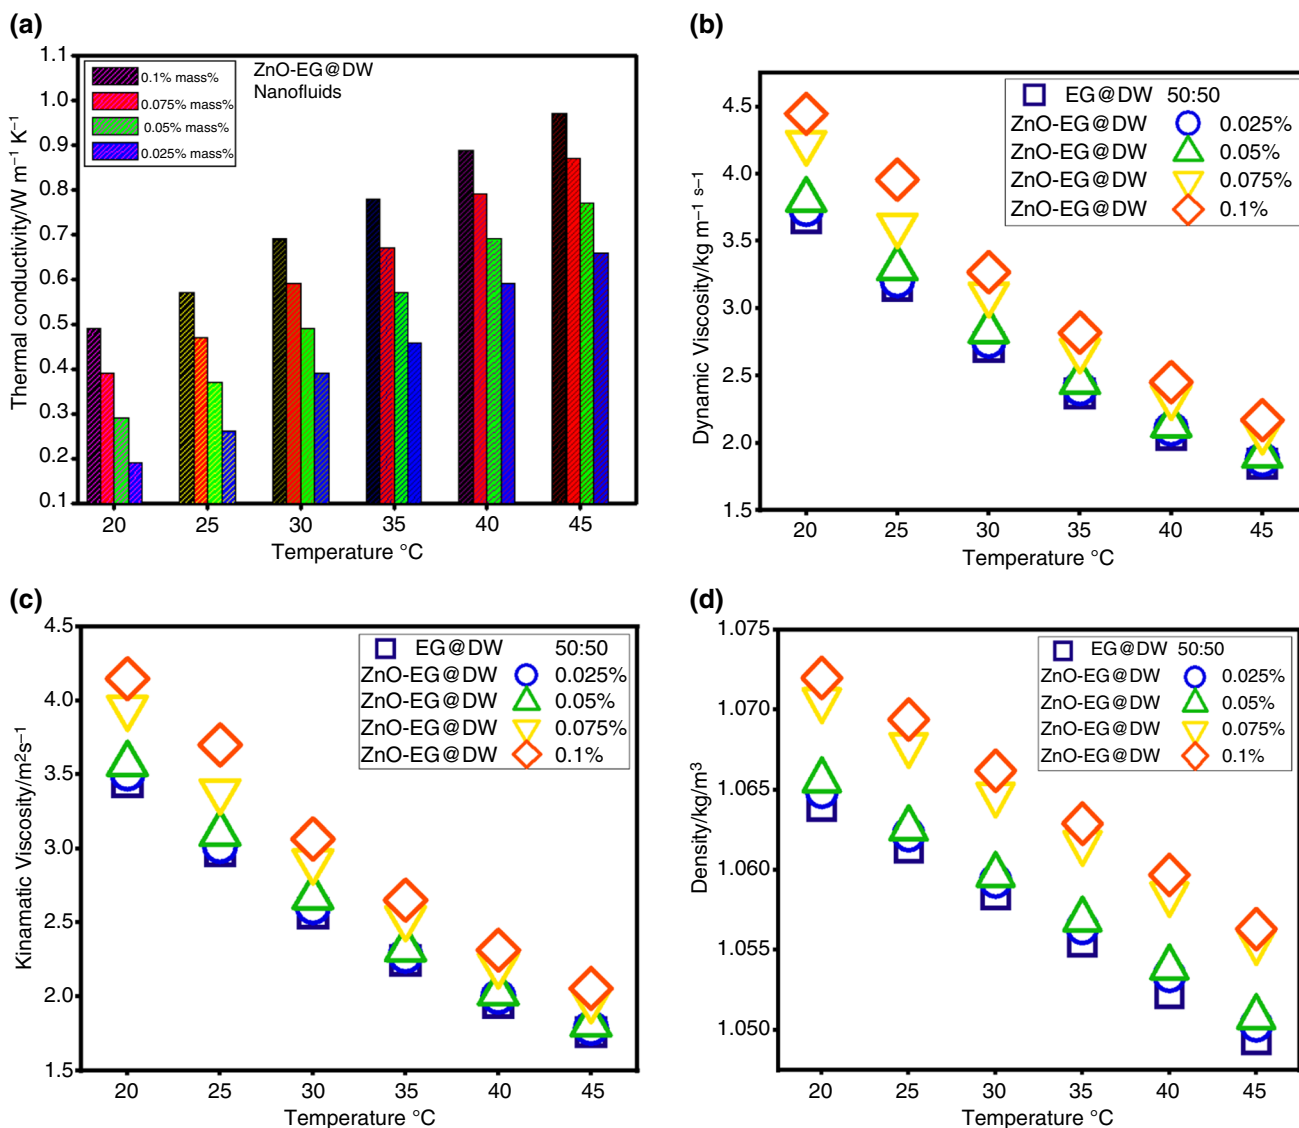 (a)
1.1
1.0
0.9
0.8
0.7
0.6
0.5
0.4
0.3
0.2
0.1
Thermal conductivity/W m⁻¹ K⁻¹
0.1% mass%
0.075% mass%
0.05% mass%
0.025% mass%
ZnO-EG@DW
Nanofluids
20 25 30 35 40 45
Temperature °C
(b)
4.5
4.0
3.5
3.0
2.5
2.0
1.5
Dynamic Viscosity/kg m⁻¹ s⁻¹
EG@DW 50:50
ZnO-EG@DW 0.025%
ZnO-EG@DW 0.05%
ZnO-EG@DW 0.075%
ZnO-EG@DW 0.1%
20 25 30 35 40 45
Temperature °C
(c)
4.5
4.0
3.5
3.0
2.5
2.0
1.5
Kinamatic Viscosity/m2s⁻¹
EG@DW 50:50
ZnO-EG@DW 0.025%
ZnO-EG@DW 0.05%
ZnO-EG@DW 0.075%
ZnO-EG@DW 0.1%
20 25 30 35 40 45
Temperature °C
(d)
1.075
1.070
1.065
1.060
1.055
1.050
Density/kg/m³
EG@DW 50:50
ZnO-EG@DW 0.025%
ZnO-EG@DW 0.05%
ZnO-EG@DW 0.075%
ZnO-EG@DW 0.1%
20 25 30 35 40 45
Temperature °C